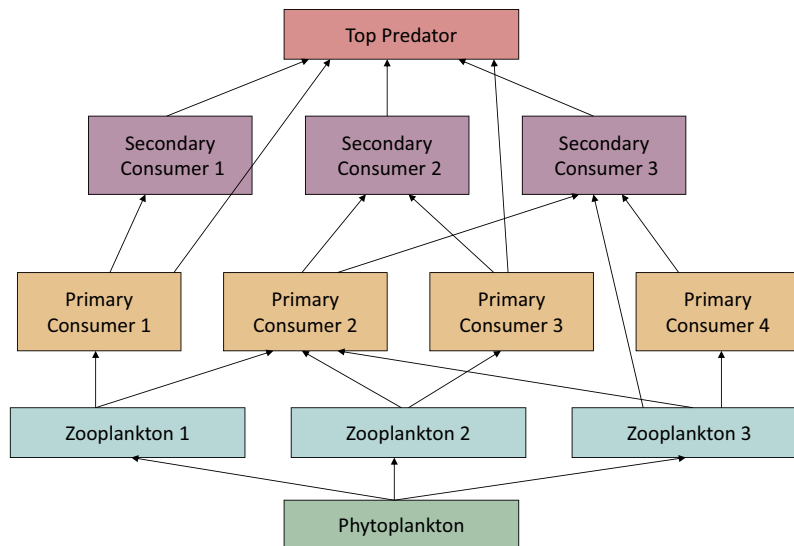 Top Predator
Secondary
Consumer 1
Secondary
Consumer 2
Secondary
Consumer 3
Primary
Consumer 1
Primary
Consumer 2
Primary
Consumer 3
Primary
Consumer 4
Zooplankton 1
Zooplankton 2
Zooplankton 3
Phytoplankton